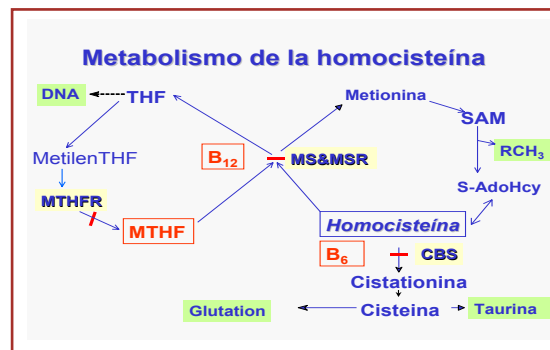 Metabolismo de la homocisteína
DNA
THF
Metionina
SAM
MetilenTHF
B12
MS&MSR
RCH3
S-AdoHcy
MTHFR
MTHF
Homocisteína
B6
CBS
Cistationina
Glutation
Cisteina
Taurina